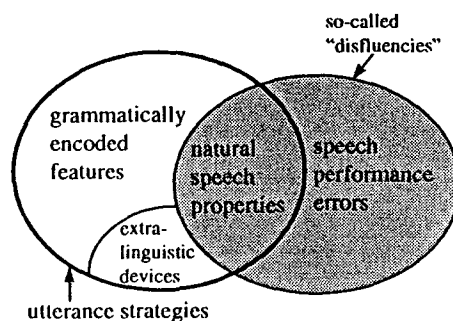 so-called
“disfluencies”
grammatically
encoded
features
natural
speech
properties
speech
performance
errors
extra-
linguistic
devices
utterance strategies